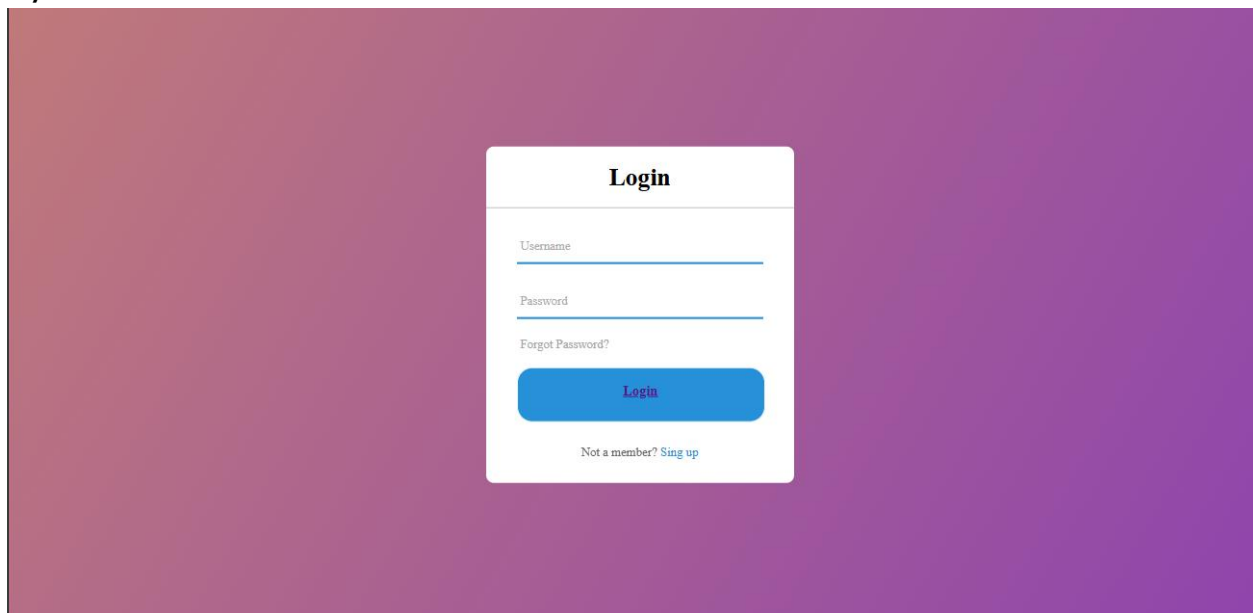 Login
Username
Password
Forgot Password?
Login
Not a member? Sing up